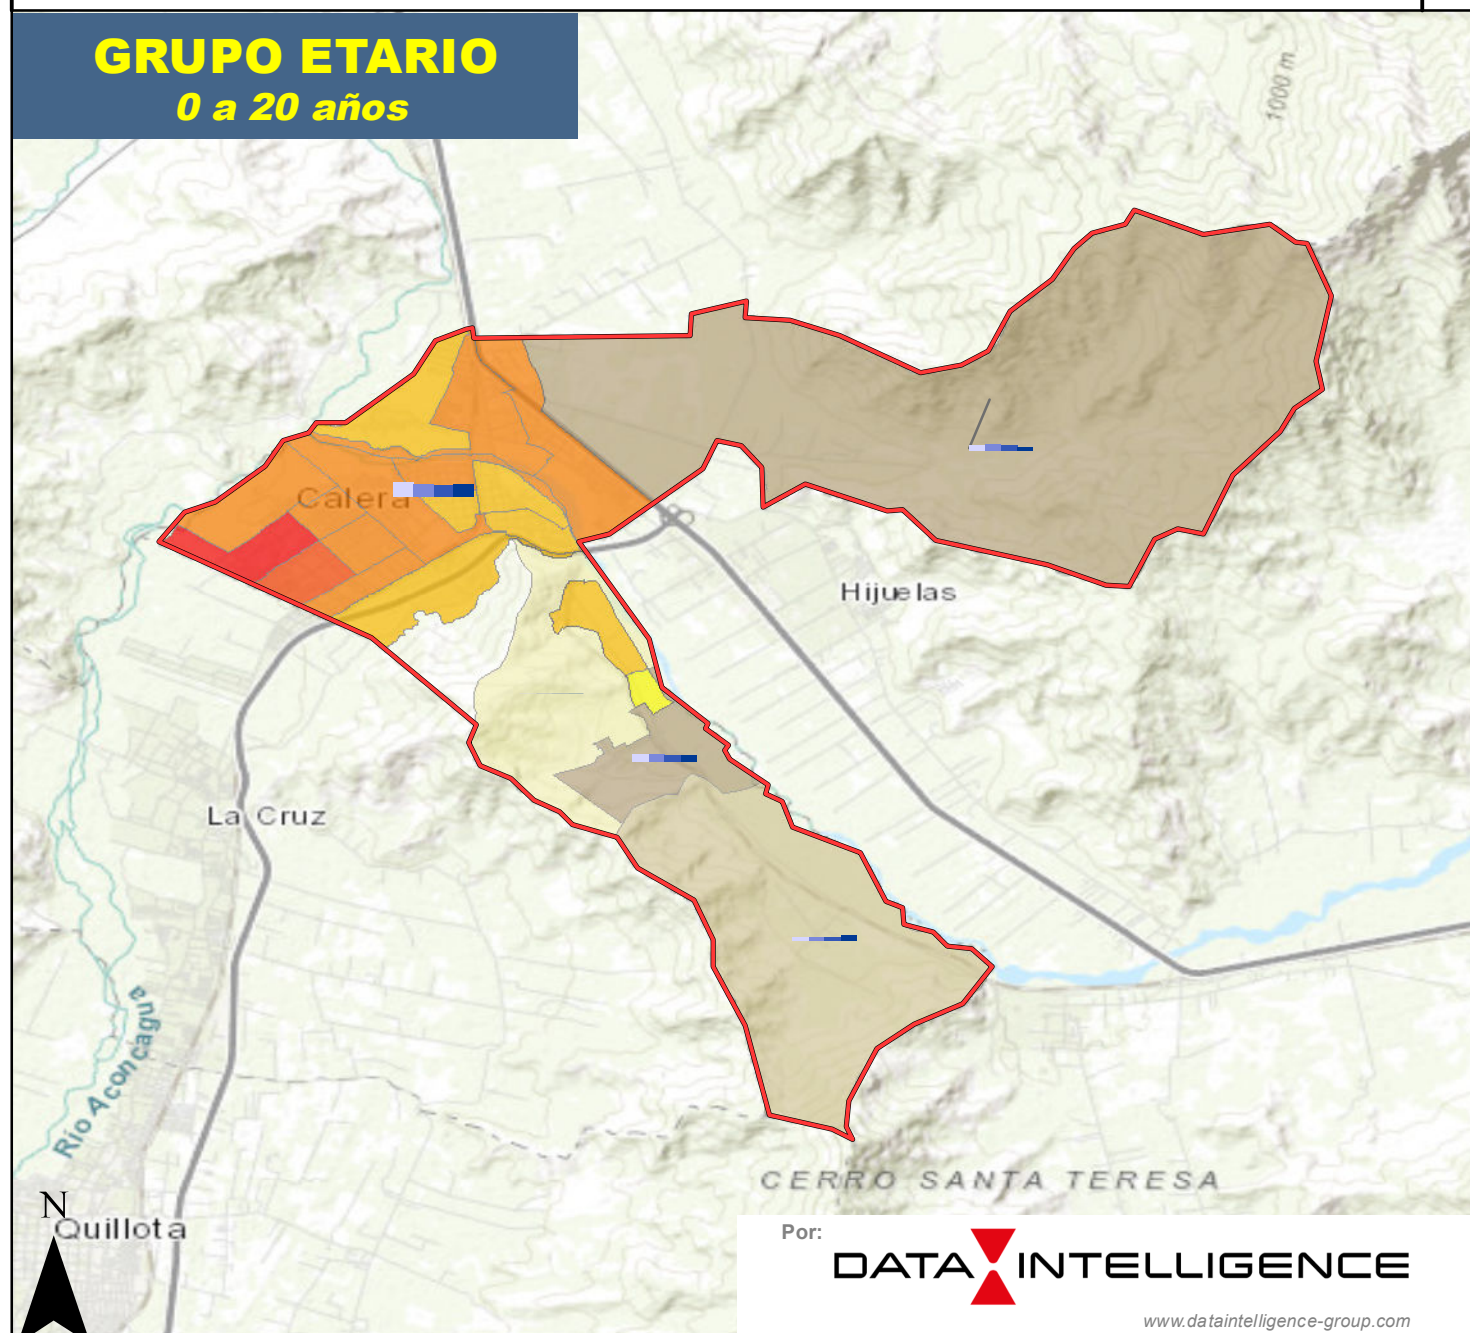 GRUPO ETARIO
0 a 20 años
1000 m
Calera
Hijuelas
La Cruz
Río Aconcagua
CERRO SANTA TERESA
N
Quillota
Por:
DATA INTELLIGENCE
www.dataintelligence-group.com